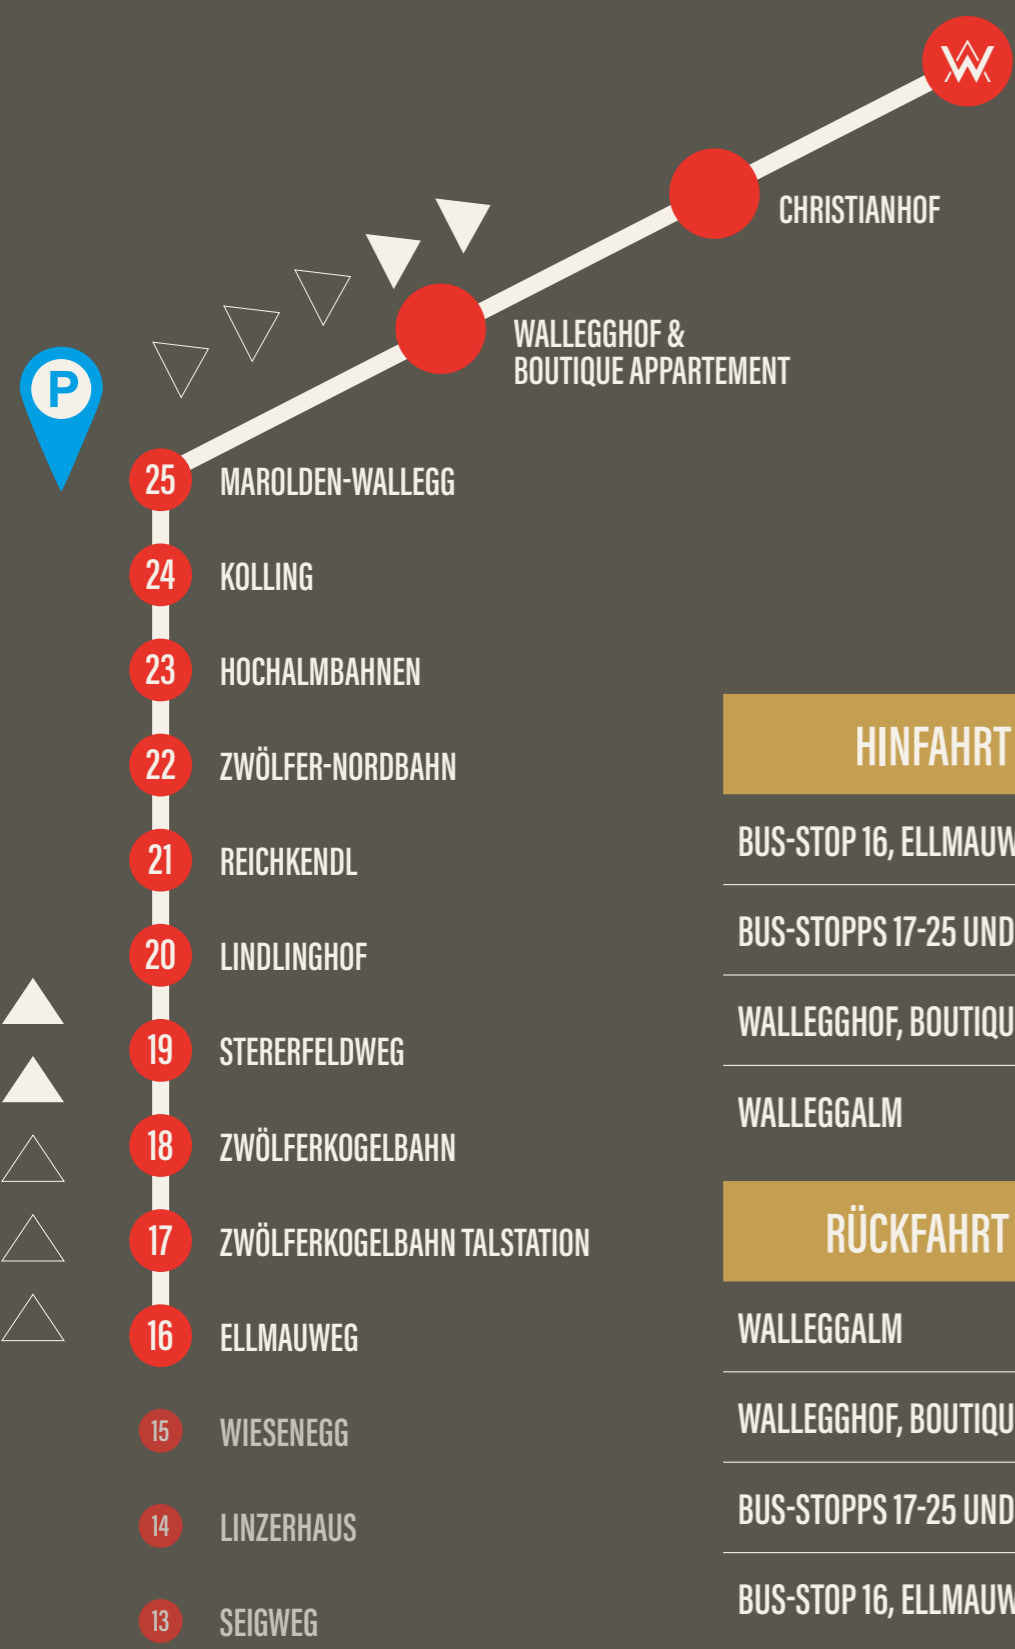 W
CHRISTIANHOF
WALLEGGHOF &
BOUTIQUE APPARTEMENT
P
25 MAROLDEN-WALLEGG
24 KOLLING
23 HOCHALMBAHNEN
22 ZWÖLFER-NORDBAHN
21 REICHKENDL
20 LINDLINGHOF
19 STERERFELDWEG
18 ZWÖLFERKOGELBAHN
17 ZWÖLFERKOGELBAHN TALSTATION
16 ELLMAUWEG
15 WIESENEGG
14 LINZERHAUS
13 SEIGWEG
HINFAHRT
BUS-STOP 16, ELLMAUW
BUS-STOPPS 17-25 UND
WALLEGGHOF, BOUTIQU
WALLEGGALM
RÜCKFAHRT
WALLEGGALM
WALLEGGHOF, BOUTIQU
BUS-STOPPS 17-25 UND
BUS-STOP 16, ELLMAUW